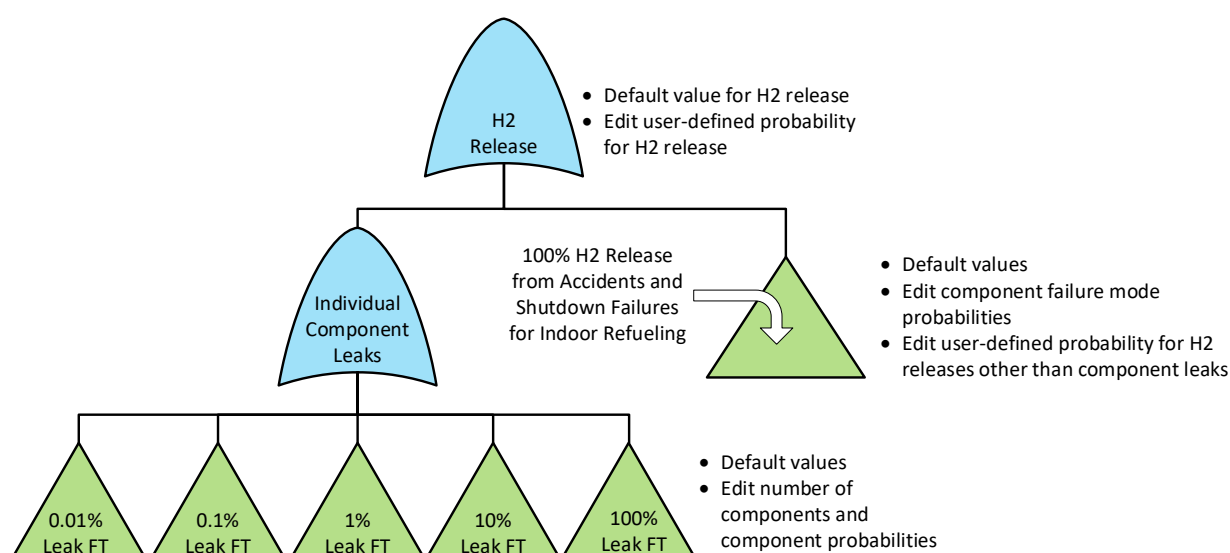 H2
Release
• Default value for H2 release
• Edit user-defined probability
for H2 release
Individual
Component
Leaks
100% H2 Release
from Accidents and
Shutdown Failures
for Indoor Refueling
• Default values
• Edit component failure mode
probabilities
• Edit user-defined probability for H2
releases other than component leaks
0.01%
Leak FT
0.1%
Leak FT
1%
Leak FT
10%
Leak FT
100%
Leak FT
• Default values
• Edit number of
components and
component probabilities